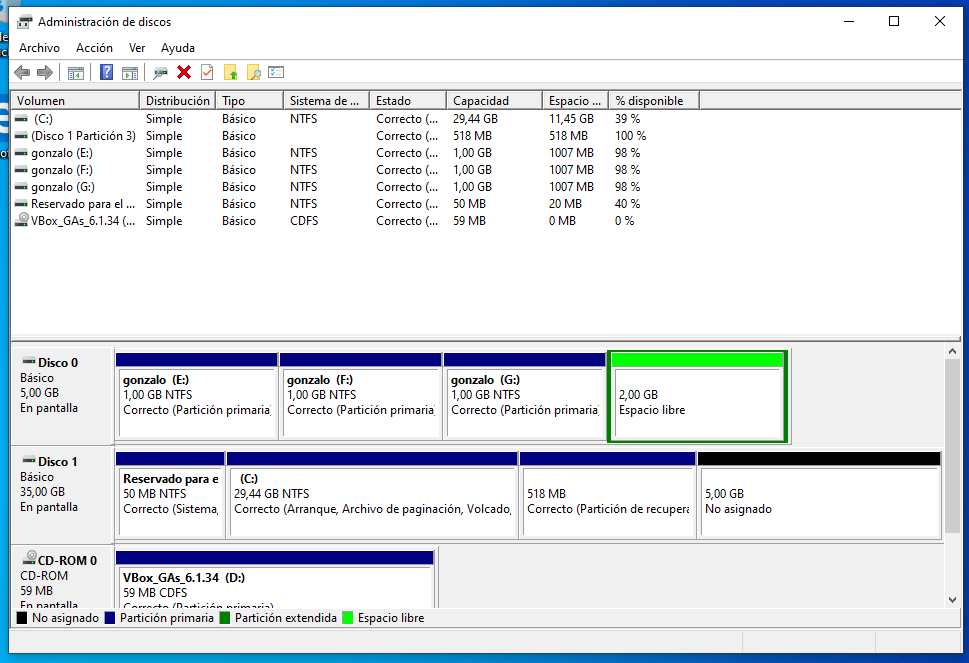 Administración de discos
Archivo Acción Ver Ayuda
Volumen Distribución Tipo Sistema de ... Estado Capacidad Espacio ... % disponible
(C:) Simple Básico NTFS Correcto (... 29,44 GB 11,45 GB 39 %
(Disco 1 Partición 3) Simple Básico Correcto (... 518 MB 518 MB 100 %
gonzalo (E:) Simple Básico NTFS Correcto (... 1,00 GB 1007 MB 98 %
gonzalo (F:) Simple Básico NTFS Correcto (... 1,00 GB 1007 MB 98 %
gonzalo (G:) Simple Básico NTFS Correcto (... 1,00 GB 1007 MB 98 %
Reservado para el ... Simple Básico NTFS Correcto (... 50 MB 20 MB 40 %
VBox_GAs_6.1.34 (... Simple Básico CDFS Correcto (... 59 MB 0 MB 0 %
Disco 0
Básico
5,00 GB
En pantalla
gonzalo (E:)
1,00 GB NTFS
Correcto (Partición primaria
gonzalo (F:)
1,00 GB NTFS
Correcto (Partición primaria
gonzalo (G:)
1,00 GB NTFS
Correcto (Partición primaria
2,00 GB
Espacio libre
Disco 1
Básico
35,00 GB
En pantalla
Reservado para e
50 MB NTFS
Correcto (Sistema,
(C:)
29,44 GB NTFS
Correcto (Arranque, Archivo de paginación, Volcado,
518 MB
Correcto (Partición de recupera
5,00 GB
No asignado
CD-ROM 0
CD-ROM
59 MB
En pantalla
VBox_GAs_6.1.34 (D:)
59 MB CDFS
Correcto (Partición primaria)
No asignado Partición primaria Partición extendida Espacio libre